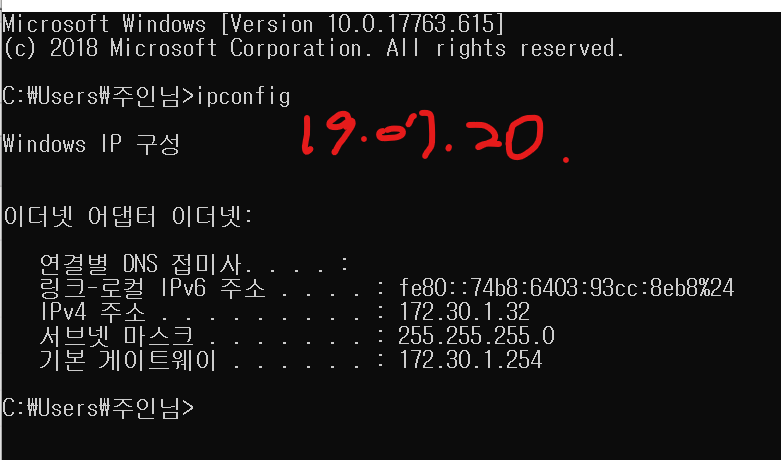 Microsoft Windows [Version 10.0.17763.615]
(c) 2018 Microsoft Corporation. All rights reserved.
C:₩Users₩주인님>ipconfig
19.07.20.
Windows IP 구성
이더넷 어댑터 이더넷:
연결별 DNS 접미사. . . . :
링크-로컬 IPv6 주소 . . . . : fe80::74b8:6403:93cc:8eb8%24
IPv4 주소 . . . . . . . . . : 172.30.1.32
서브넷 마스크 . . . . . . . : 255.255.255.0
기본 게이트웨이 . . . . . . : 172.30.1.254
C:₩Users₩주인님>